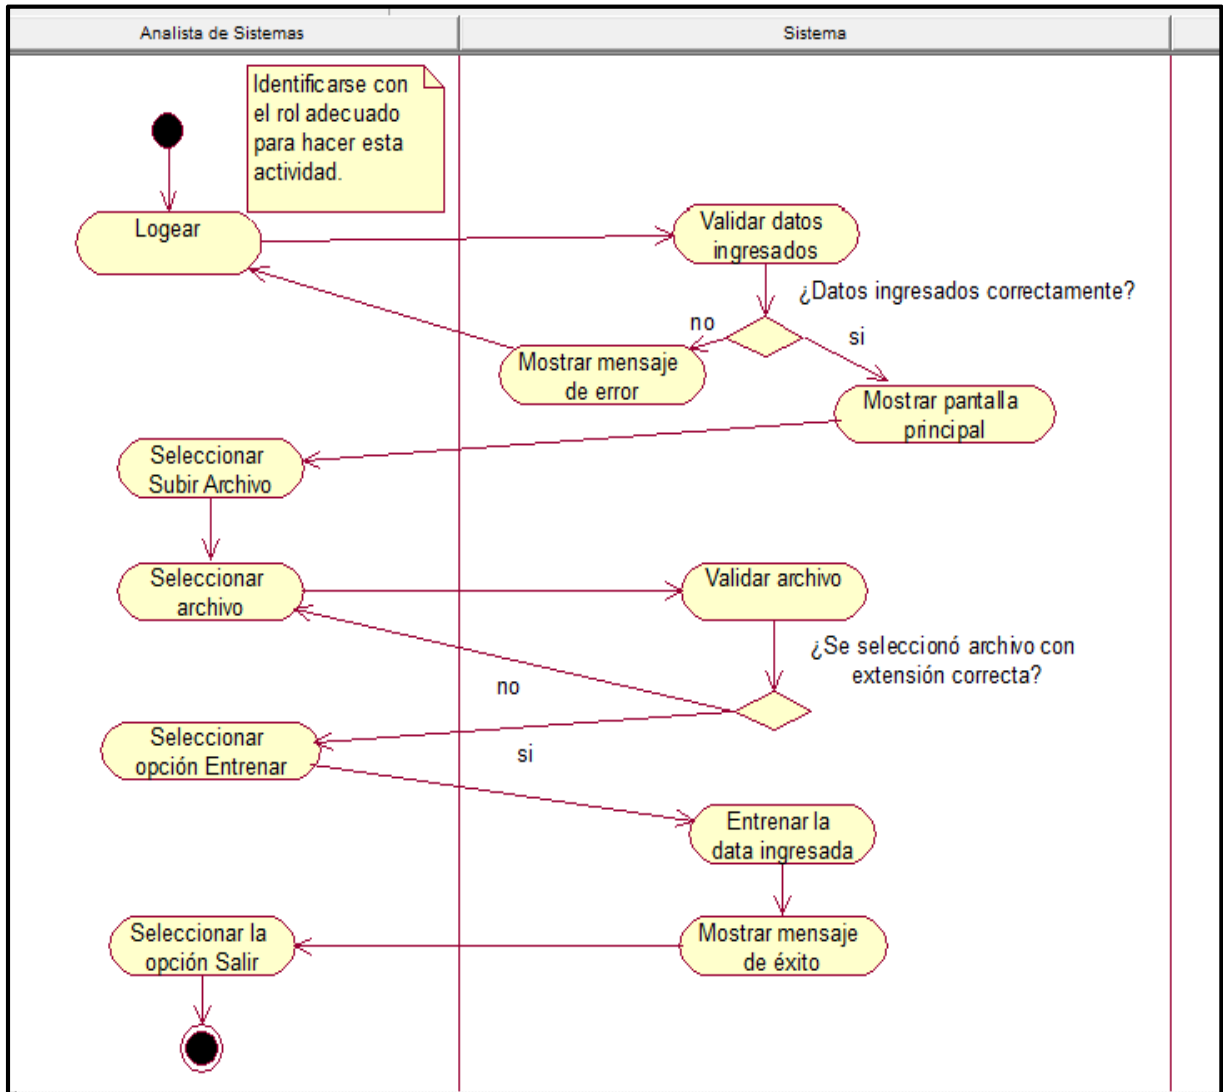 Analista de Sistemas
Sistema
Identificarse con
el rol adecuado
para hacer esta
actividad.
Logear
Validar datos
ingresados
¿Datos ingresados correctamente?
no
si
Mostrar mensaje
de error
Mostrar pantalla
principal
Seleccionar
Subir Archivo
Seleccionar
archivo
Validar archivo
¿Se seleccionó archivo con
extensión correcta?
no
si
Seleccionar
opción Entrenar
Entrenar la
data ingresada
Seleccionar la
opción Salir
Mostrar mensaje
de éxito